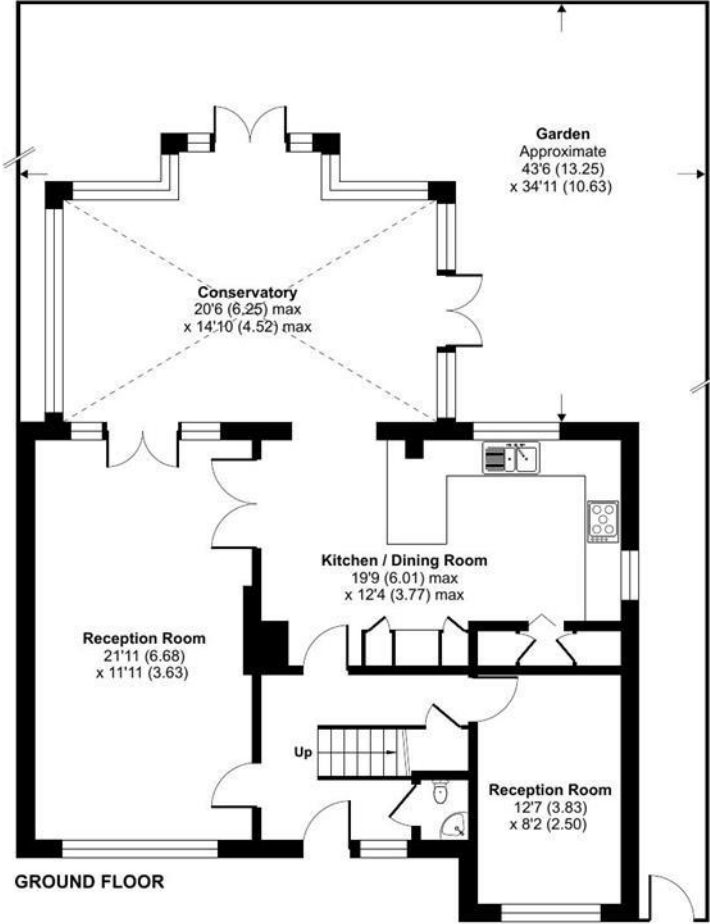 Garden
Approximate
43'6 (13.25)
x 34'11 (10.63)
Conservatory
20'6 (6.25) max
x 14'10 (4.52) max
Kitchen / Dining Room
19'9 (6.01) max
x 12'4 (3.77) max
Reception Room
21'11 (6.68)
x 11'11 (3.63)
Up
Reception Room
12'7 (3.83)
x 8'2 (2.50)
GROUND FLOOR